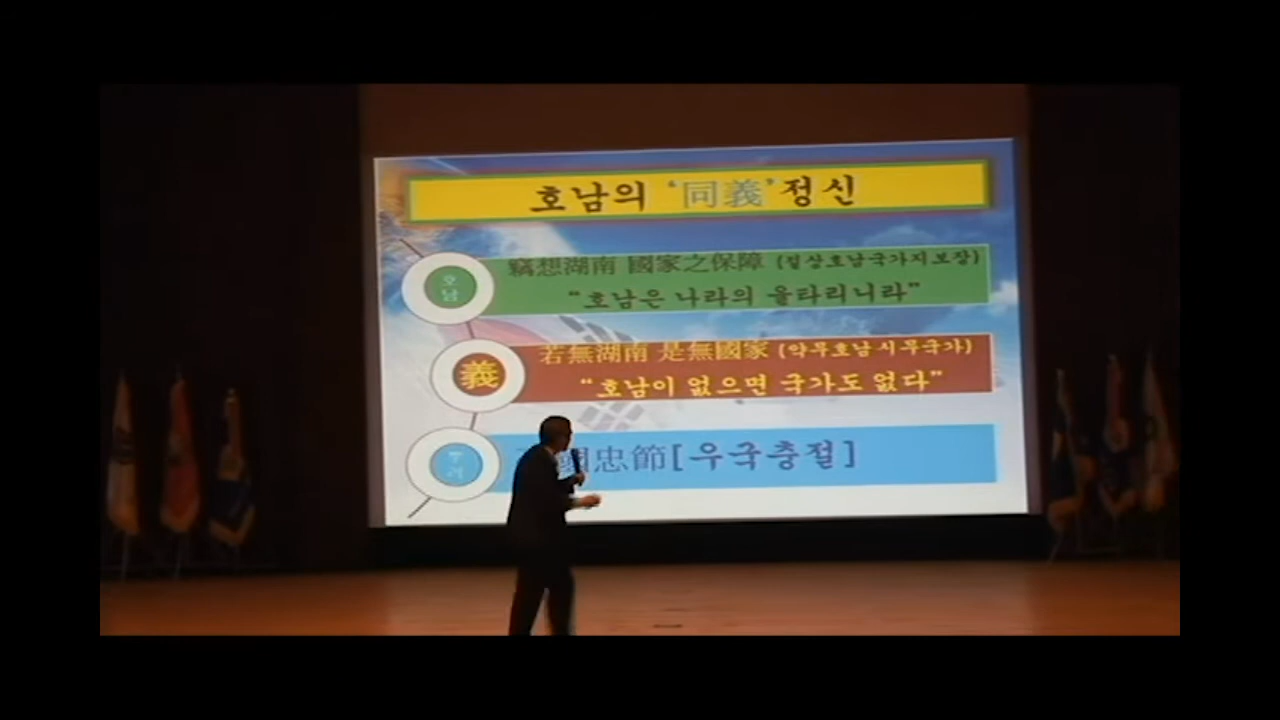 호남의 ‘同義’정신
호남
竊想湖南 國家之保障 (절상호남국가지보장)
“호남은 나라의 울타리니라”
義
若無湖南 是無國家 (약무호남시무국가)
“호남이 없으면 국가도 없다”
國忠節[우국충절]